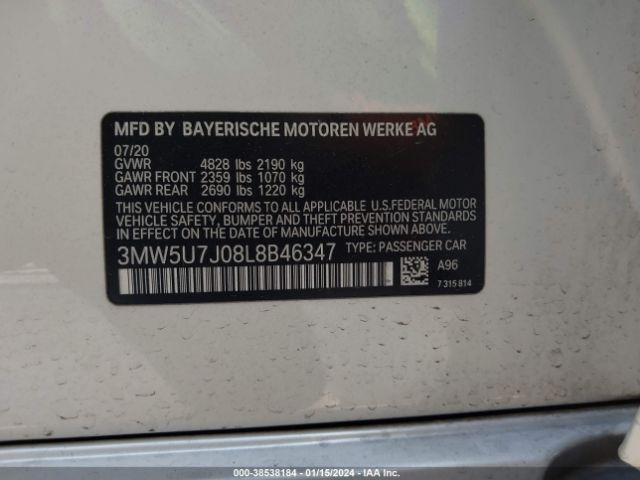 MFD BY BAYERISCHE MOTOREN WERKE AG
07/20
GVWR 4828 lbs 2190 kg
GAWR FRONT 2359 lbs 1070 kg
GAWR REAR 2690 lbs 1220 kg
THIS VEHICLE CONFORMS TO ALL APPLICABLE U.S.FEDERAL MOTOR
VEHICLE SAFETY, BUMPER AND THEFT PREVENTION STANDARDS
IN EFFECT ON THE DATE OF MANUFACTURE SHOWN ABOVE.
3MW5U7J08L8B46347 TYPE: PASSENGER CAR
A96
7 315 814
000-38538184 - 01/15/2024 - IAA Inc.